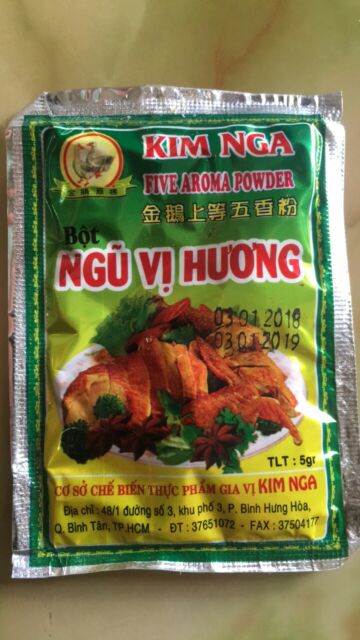 KIM NGA
FIVE AROMA POWDER
金鵝上等五香粉
Bột
NGŨ VỊ HƯƠNG
03 01 2018
03 01 2019
TLT : 5gr
CƠ SỞ CHẾ BIẾN THỰC PHẨM GIA VỊ KIM NGA
Địa chỉ : 48/1 đường số 3, khu phố 3, P. Bình Hưng Hòa,
Q. Bình Tân, TP.HCM - ĐT : 37651072 - FAX : 37504177